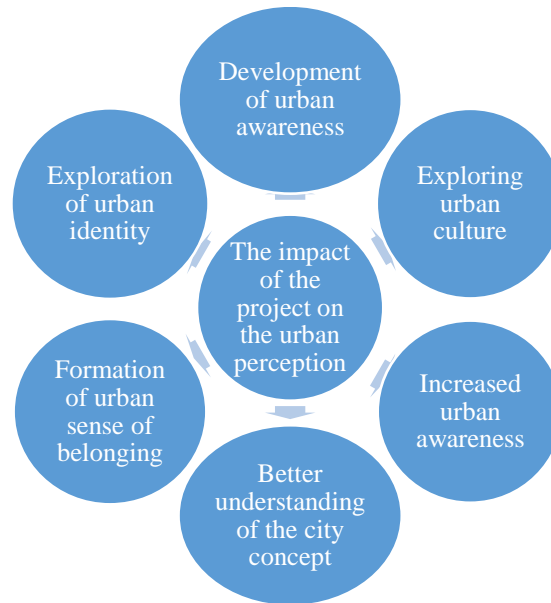 Development
of urban
awareness
Exploring
urban
culture
Increased
urban
awareness
Better
understanding
of the city
concept
Formation
of urban
sense of
belonging
Exploration
of urban
identity
The impact
of the
project on
the urban
perception